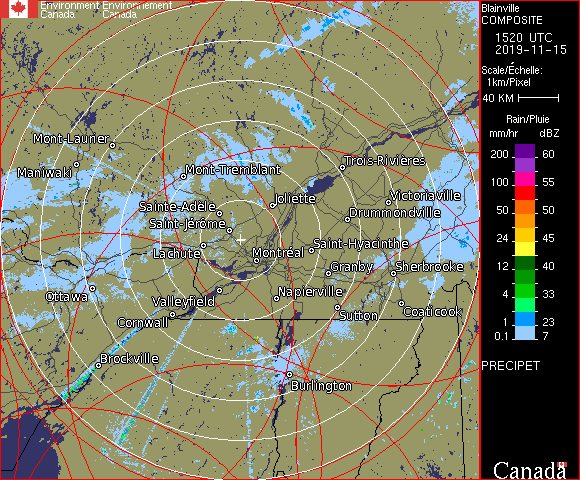 Environment Environnement
Canada Canada
Blainville
COMPOSITE
1520 UTC
2019-11-15
Scale/Échelle:
1km/Pixel
40 KM
Rain/Pluie
mm/hr dBZ
200 60
100 55
50 50
24 45
12 40
4 33
1 23
0.1 7
PRECIPET
Canada
Mont-Laurier
Maniwaki
Mont-Tremblant
Trois-Rivières
Sainte-Adele
Joliette
Victoriaville
Drummondville
Saint-Jérôme
Lachute
Montréal
Saint-Hyacinthe
Granby
Sherbrooke
Ottawa
Valleyfield
Napierville
Cornwall
Sutton
Coaticook
Brockville
Burlington